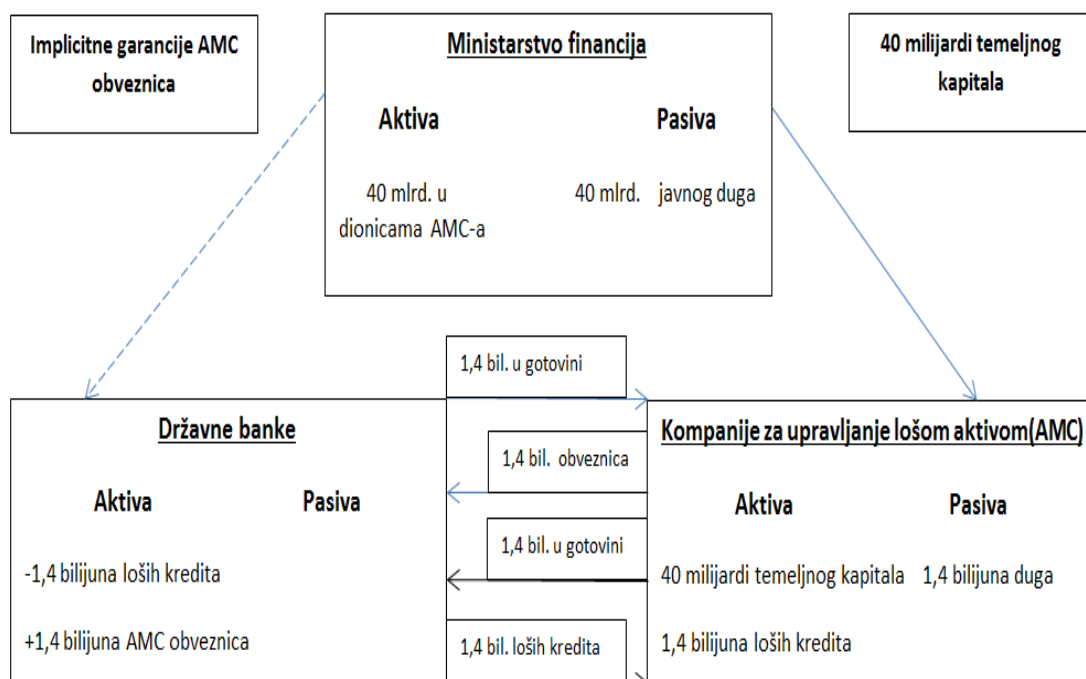 Implicitne garancije AMC
obveznica
Ministarstvo financija
Aktiva
Pasiva
40 mlrd. u
dionicama AMC-a
40 mlrd. javnog duga
40 milijardi temeljnog
kapitala
1,4 bil. u gotovini
1,4 bil. obveznica
1,4 bil. u gotovini
1,4 bil. loših kredita
Državne banke
Aktiva
Pasiva
-1,4 bilijuna loših kredita
+1,4 bilijuna AMC obveznica
Kompanije za upravljanje lošom aktivom(AMC)
Aktiva
Pasiva
40 milijardi temeljnog kapitala
1,4 bilijuna duga
1,4 bilijuna loših kredita